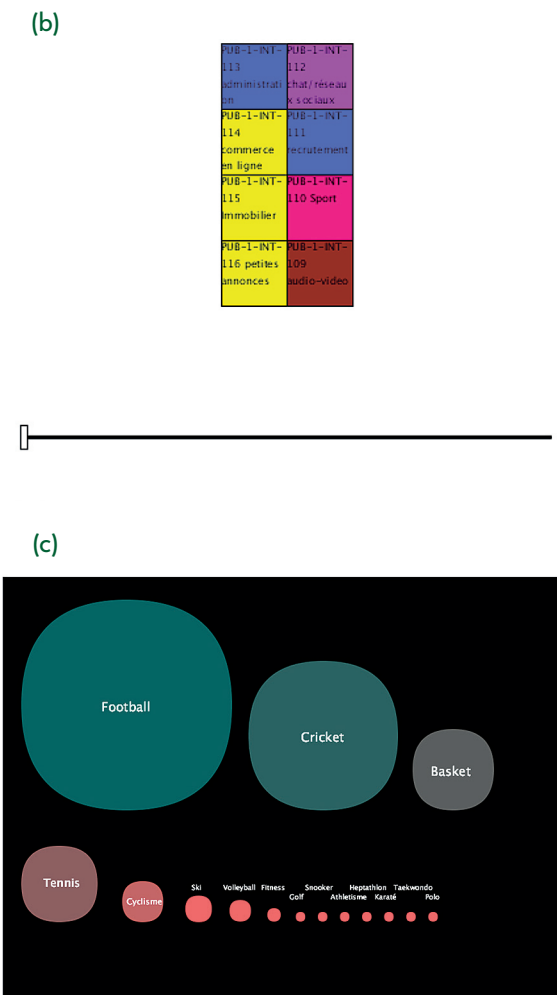 (b)
PUB-1-INT-
113
administrati
on
PUB-1-INT-
112
chat/réseau
x sociaux
PUB-1-INT-
114
commerce
en ligne
PUB-1-INT-
111
recrutement
PUB-1-INT-
115
Immobilier
PUB-1-INT-
110 Sport
PUB-1-INT-
116 petites
annonces
PUB-1-INT-
109
audio-video
(c)
Football
Cricket
Basket
Tennis
Cyclisme
Ski
Volleyball
Fitness
Golf
Snooker
Athletisme
Heptathlon
Karaté
Taekwondo
Polo